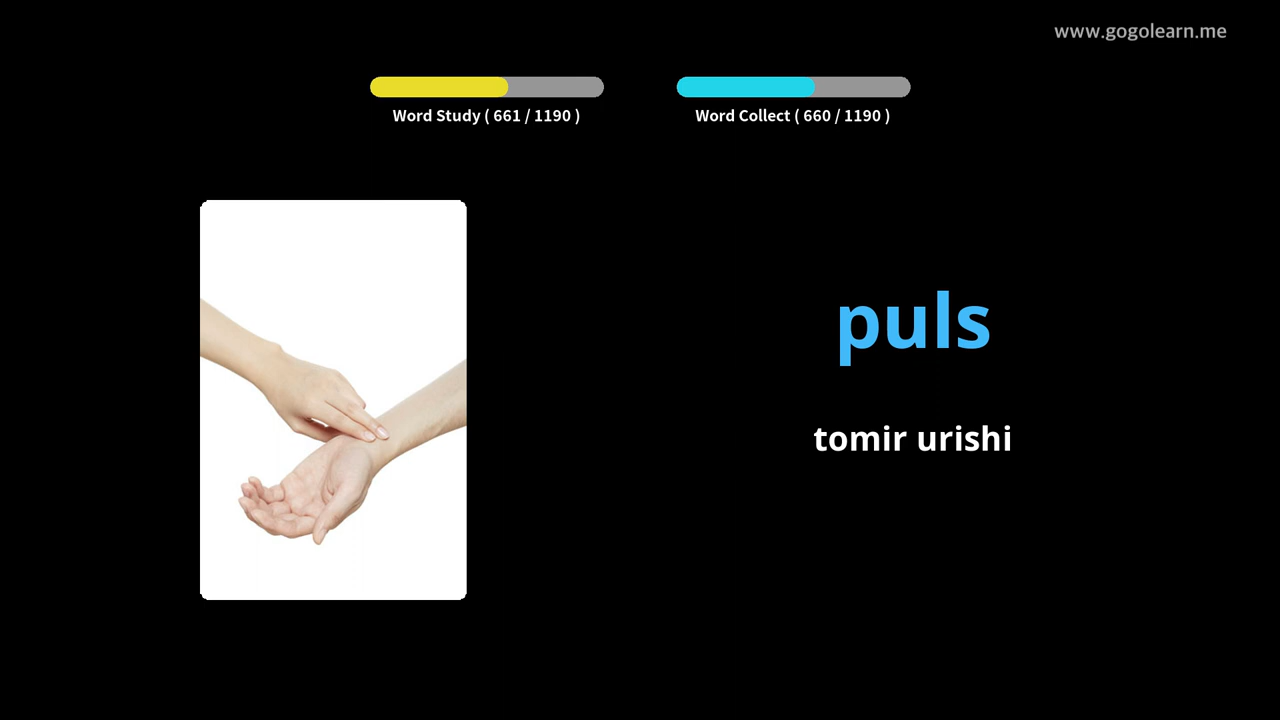 www.gogolearn.me
Word Study ( 661 / 1190 )
Word Collect ( 660 / 1190 )
puls
tomir urishi